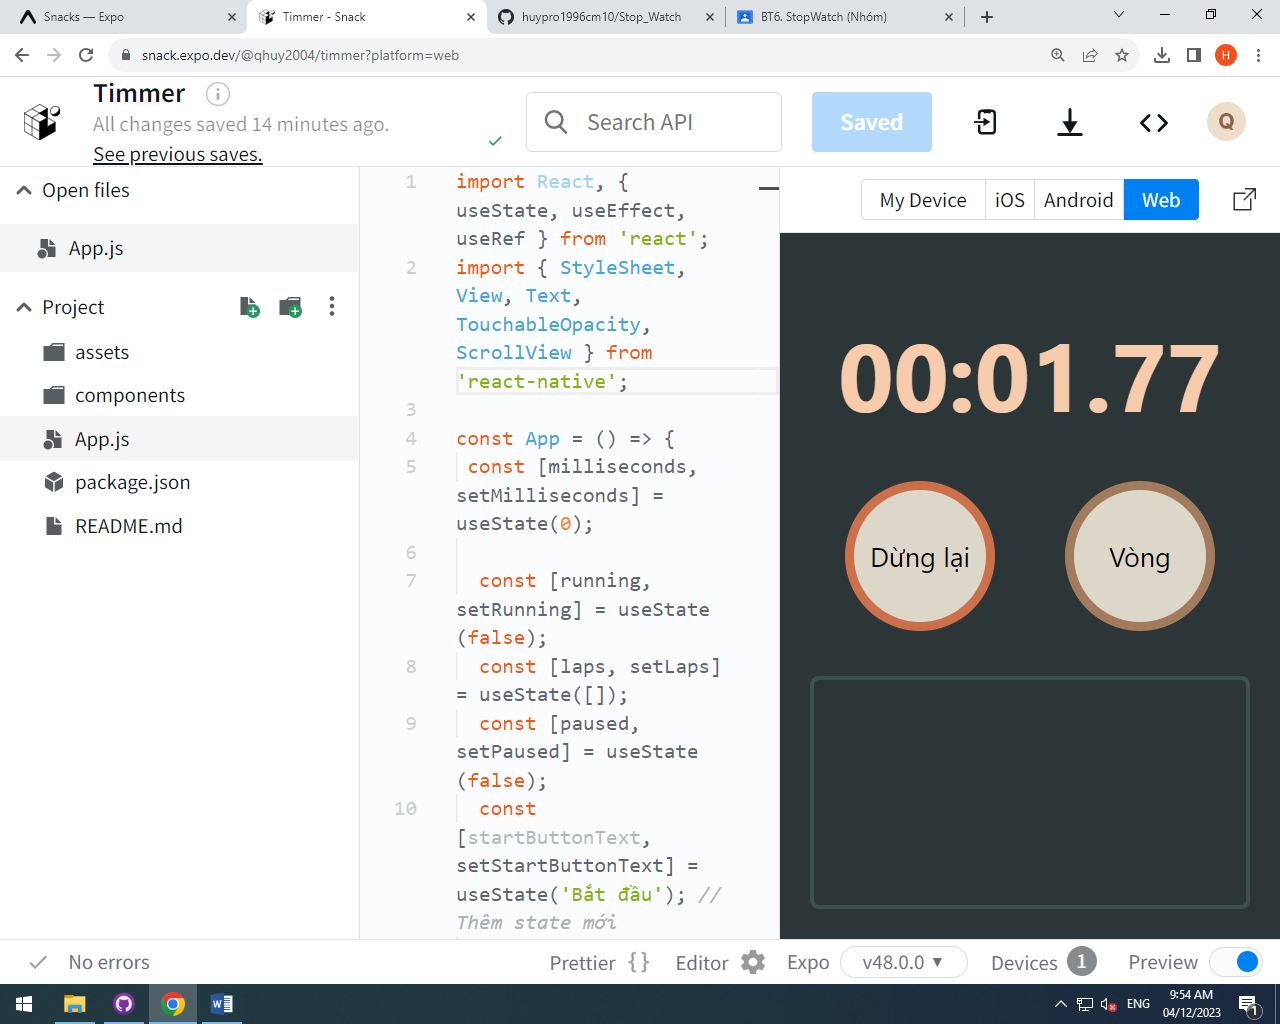 Snacks — Expo
Timmer - Snack
huypro1996cm10/Stop_Watch
BT6. StopWatch (Nhóm)
snack.expo.dev/@qhuy2004/timmer?platform=web
H
Timmer
All changes saved 14 minutes ago.
See previous saves.
Search API
Saved
Q
Open files
App.js
Project
assets
components
App.js
package.json
README.md
1 import React, {
useState, useEffect,
useRef } from 'react';
2 import { StyleSheet,
View, Text,
TouchableOpacity,
ScrollView } from
'react-native';
3
4 const App = () => {
5 const [milliseconds,
setMilliseconds] =
useState(0);
6
7 const [running,
setRunning] = useState
(false);
8 const [laps, setLaps]
= useState([]);
9 const [paused,
setPaused] = useState
(false);
10 const
[startButtonText,
setStartButtonText] =
useState('Bắt đầu'); //
Thêm state mới
My Device
iOS
Android
Web
00:01.77
Dừng lại
Vòng
No errors
Prettier {}
Editor
Expo
v48.0.0 ▼
Devices 1
Preview
ENG
9:54 AM
04/12/2023
1